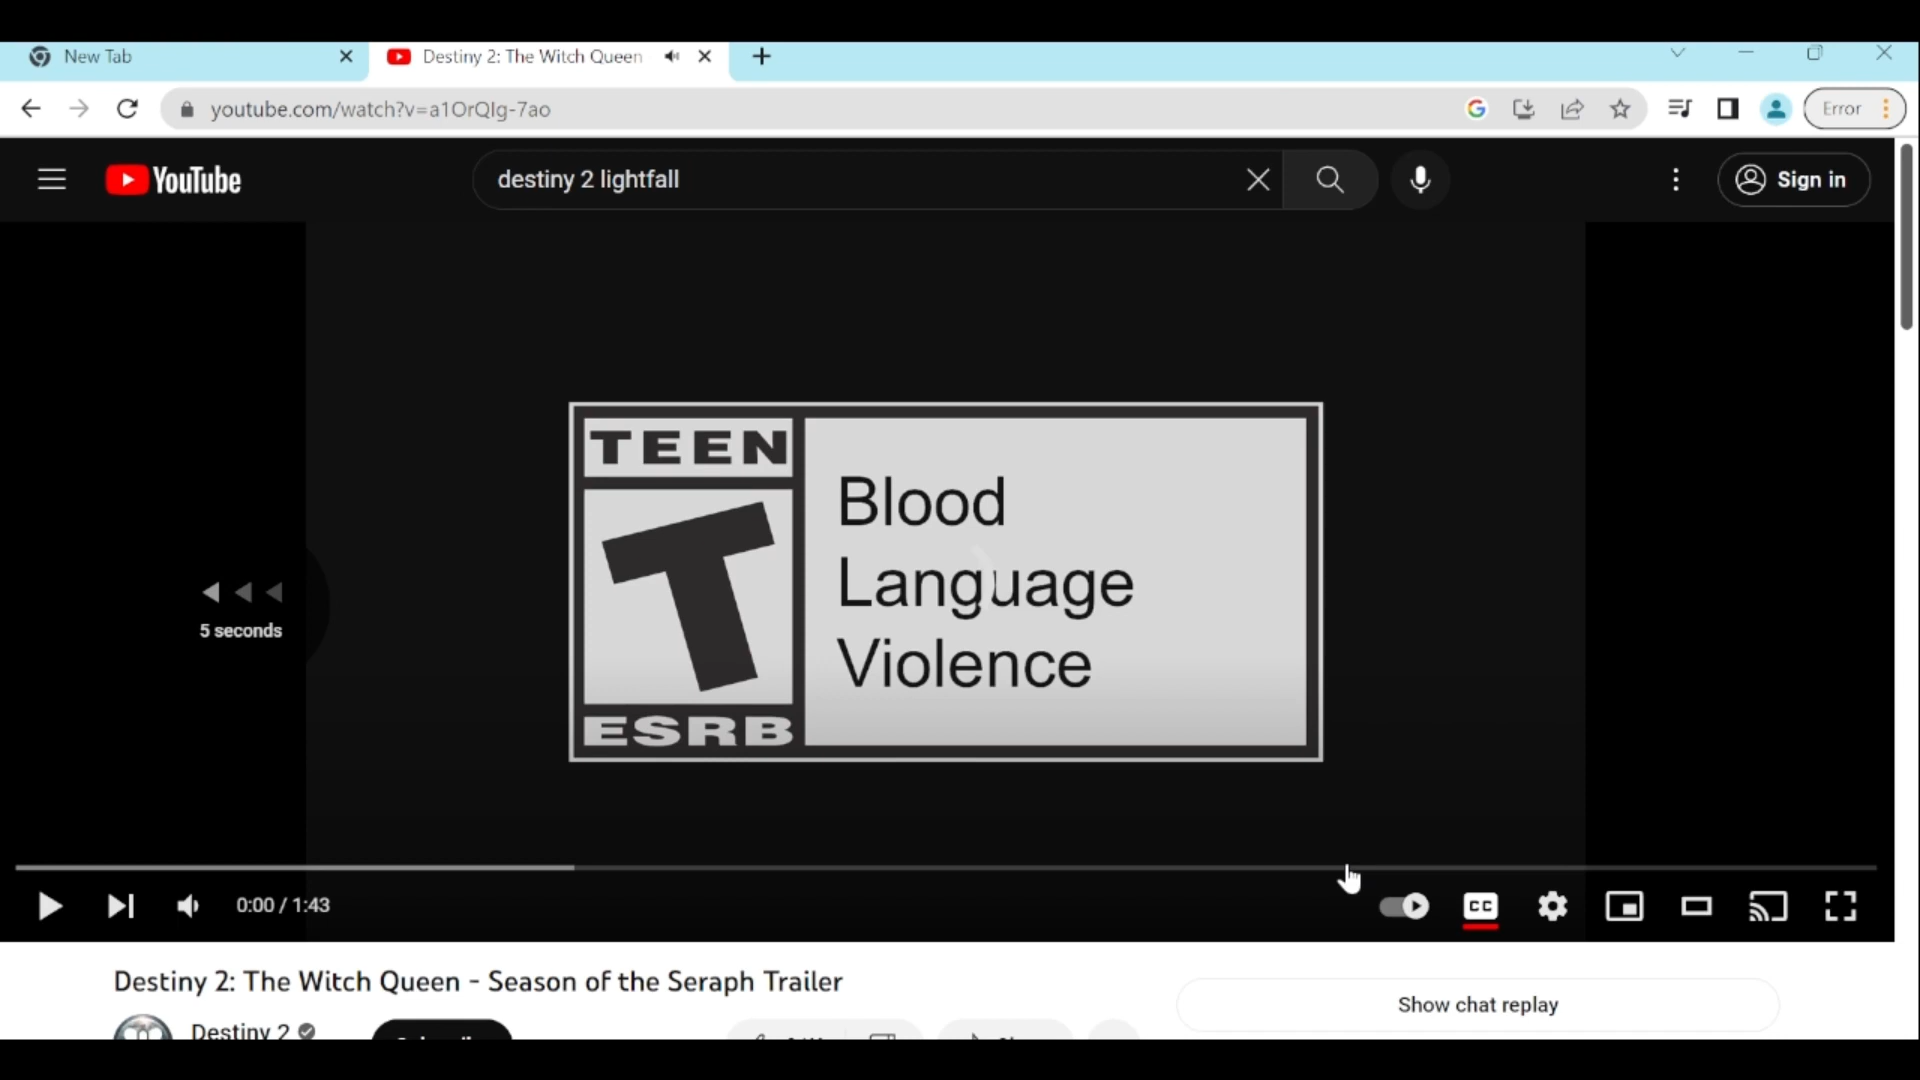 New Tab
Destiny 2: The Witch Queen
youtube.com/watch?v=a1OrQIg-7ao
Error
YouTube
destiny 2 lightfall
Sign in
TEEN
T
ESRB
Blood
Language
Violence
5 seconds
0:00 / 1:43
CC
Destiny 2: The Witch Queen - Season of the Seraph Trailer
Show chat replay
Destiny 2